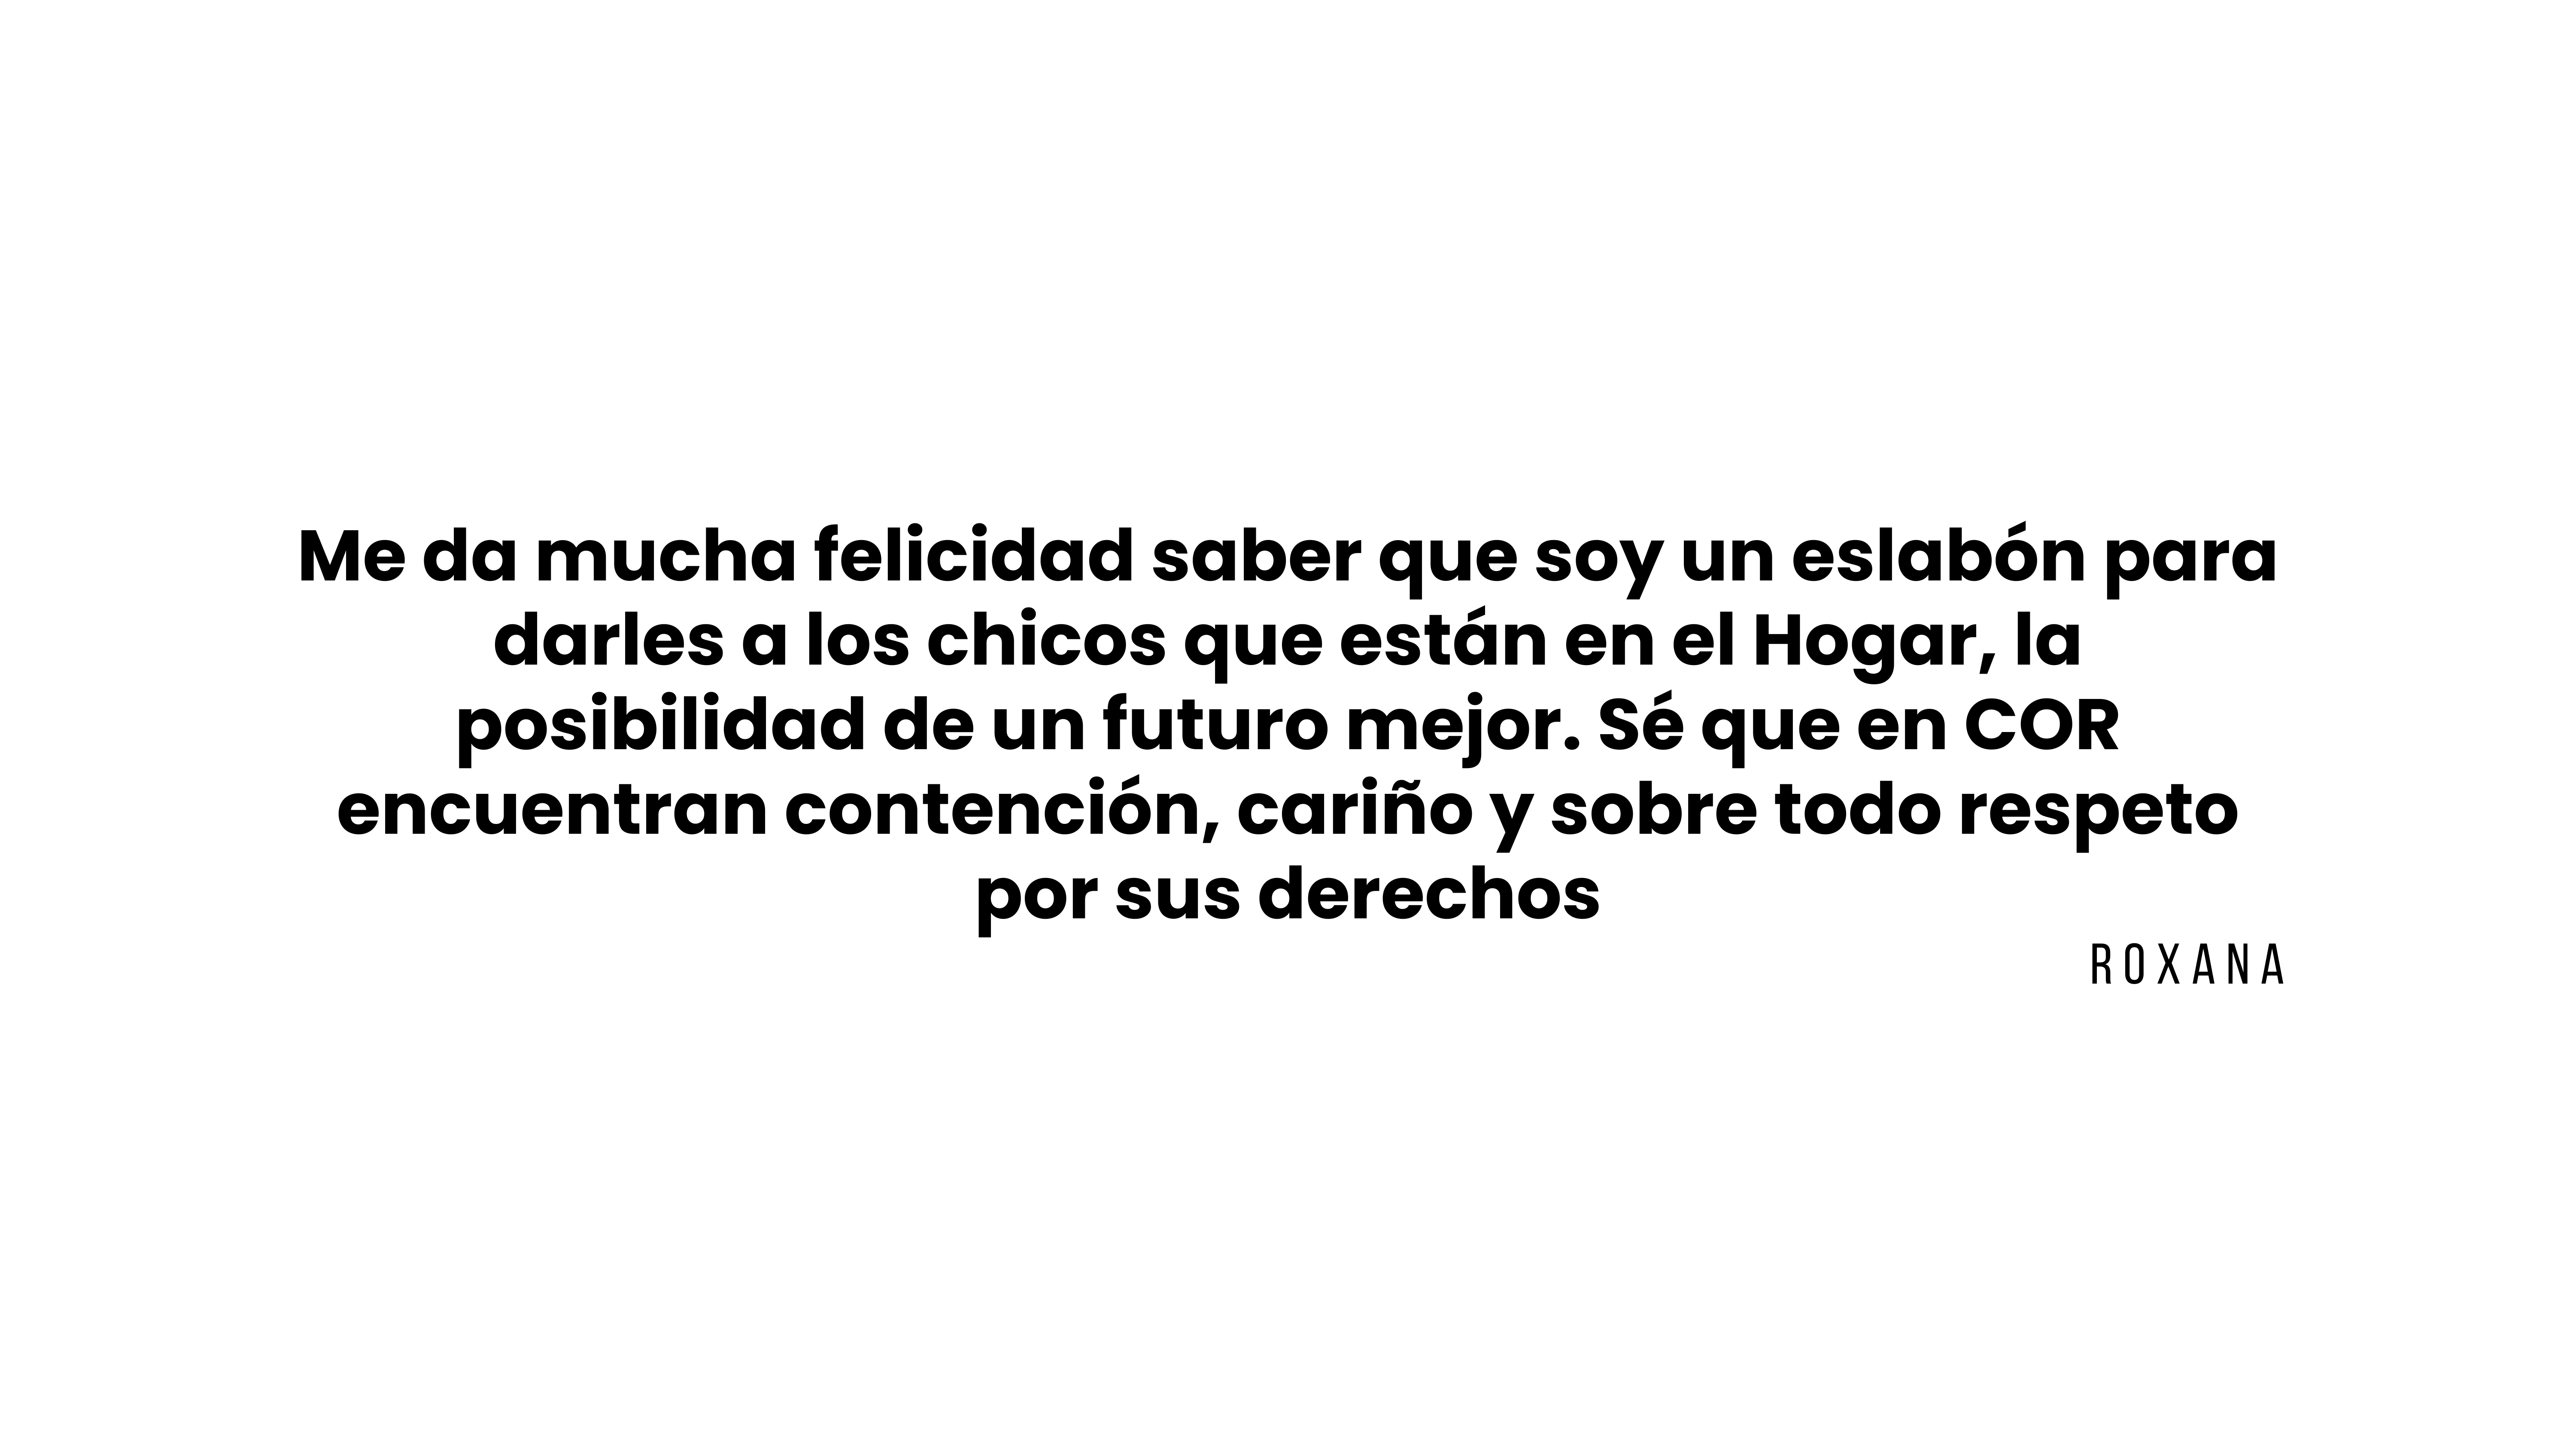 Me da mucha felicidad saber que soy un eslabón para
darles a los chicos que están en el Hogar, la
posibilidad de un futuro mejor. Sé que en COR
encuentran contención, cariño y sobre todo respeto
por sus derechos
ROXANA